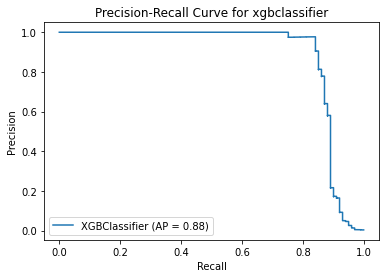 Precision-Recall Curve for xgbclassifier
1.0
0.8
0.6
0.4
0.2
0.0
Precision
XGBClassifier (AP = 0.88)
0.0 0.2 0.4 0.6 0.8 1.0
Recall